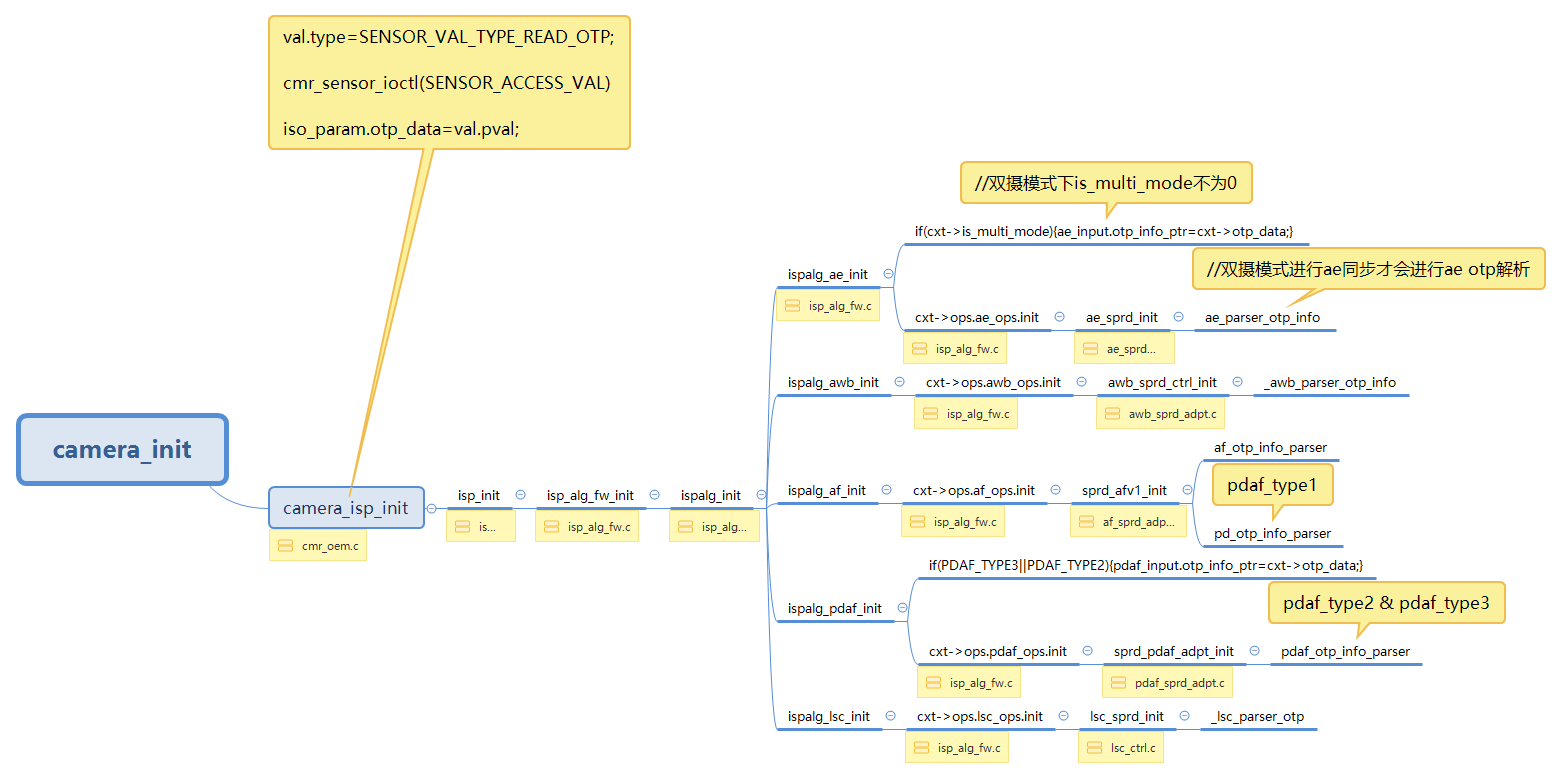 val.type=SENSOR_VAL_TYPE_READ_OTP;
cmr_sensor_ioctl(SENSOR_ACCESS_VAL)
iso_param.otp_data=val.pval;
camera_init
camera_isp_init
cmr_oem.c
isp_init
is...
isp_alg_fw_init
isp_alg_fw.c
ispalg_init
isp_alg...
//双摄模式下is_multi_mode不为0
if(cxt->is_multi_mode){ae_input.otp_info_ptr=cxt->otp_data;}
ispalg_ae_init
isp_alg_fw.c
//双摄模式进行ae同步才会进行ae otp解析
cxt->ops.ae_ops.init
isp_alg_fw.c
ae_sprd_init
ae_sprd...
ae_parser_otp_info
ispalg_awb_init
cxt->ops.awb_ops.init
isp_alg_fw.c
awb_sprd_ctrl_init
awb_sprd_adpt.c
_awb_parser_otp_info
ispalg_af_init
cxt->ops.af_ops.init
isp_alg_fw.c
sprd_afv1_init
af_sprd_adp...
af_otp_info_parser
pdaf_type1
pd_otp_info_parser
if(PDAF_TYPE3||PDAF_TYPE2){pdaf_input.otp_info_ptr=cxt->otp_data;}
ispalg_pdaf_init
pdaf_type2 & pdaf_type3
cxt->ops.pdaf_ops.init
isp_alg_fw.c
sprd_pdaf_adpt_init
pdaf_sprd_adpt.c
pdaf_otp_info_parser
ispalg_lsc_init
cxt->ops.lsc_ops.init
isp_alg_fw.c
lsc_sprd_init
lsc_ctrl.c
_lsc_parser_otp